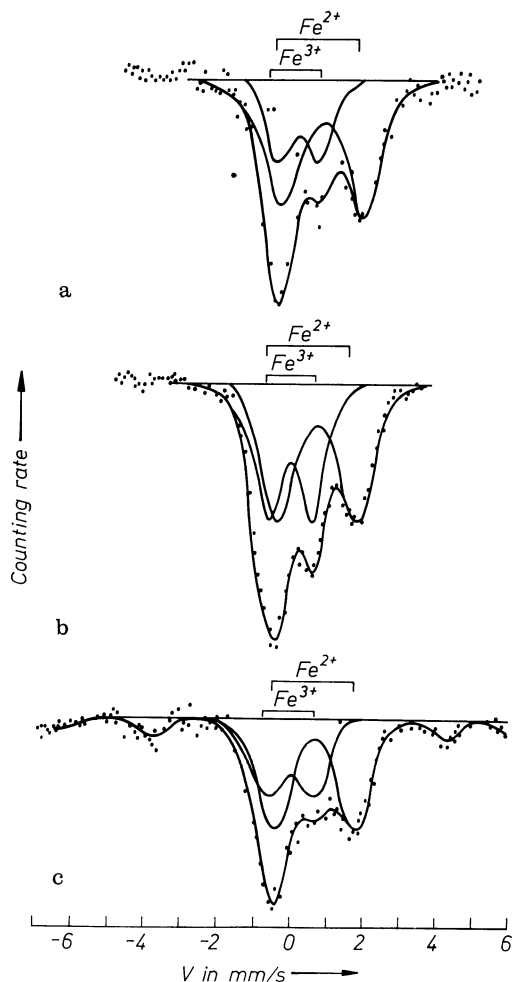 Fe2+
Fe3+
a
Fe2+
Fe3+
b
Counting rate
Fe2+
Fe3+
c
-6 -4 -2 0 2 4 6
V in mm/s